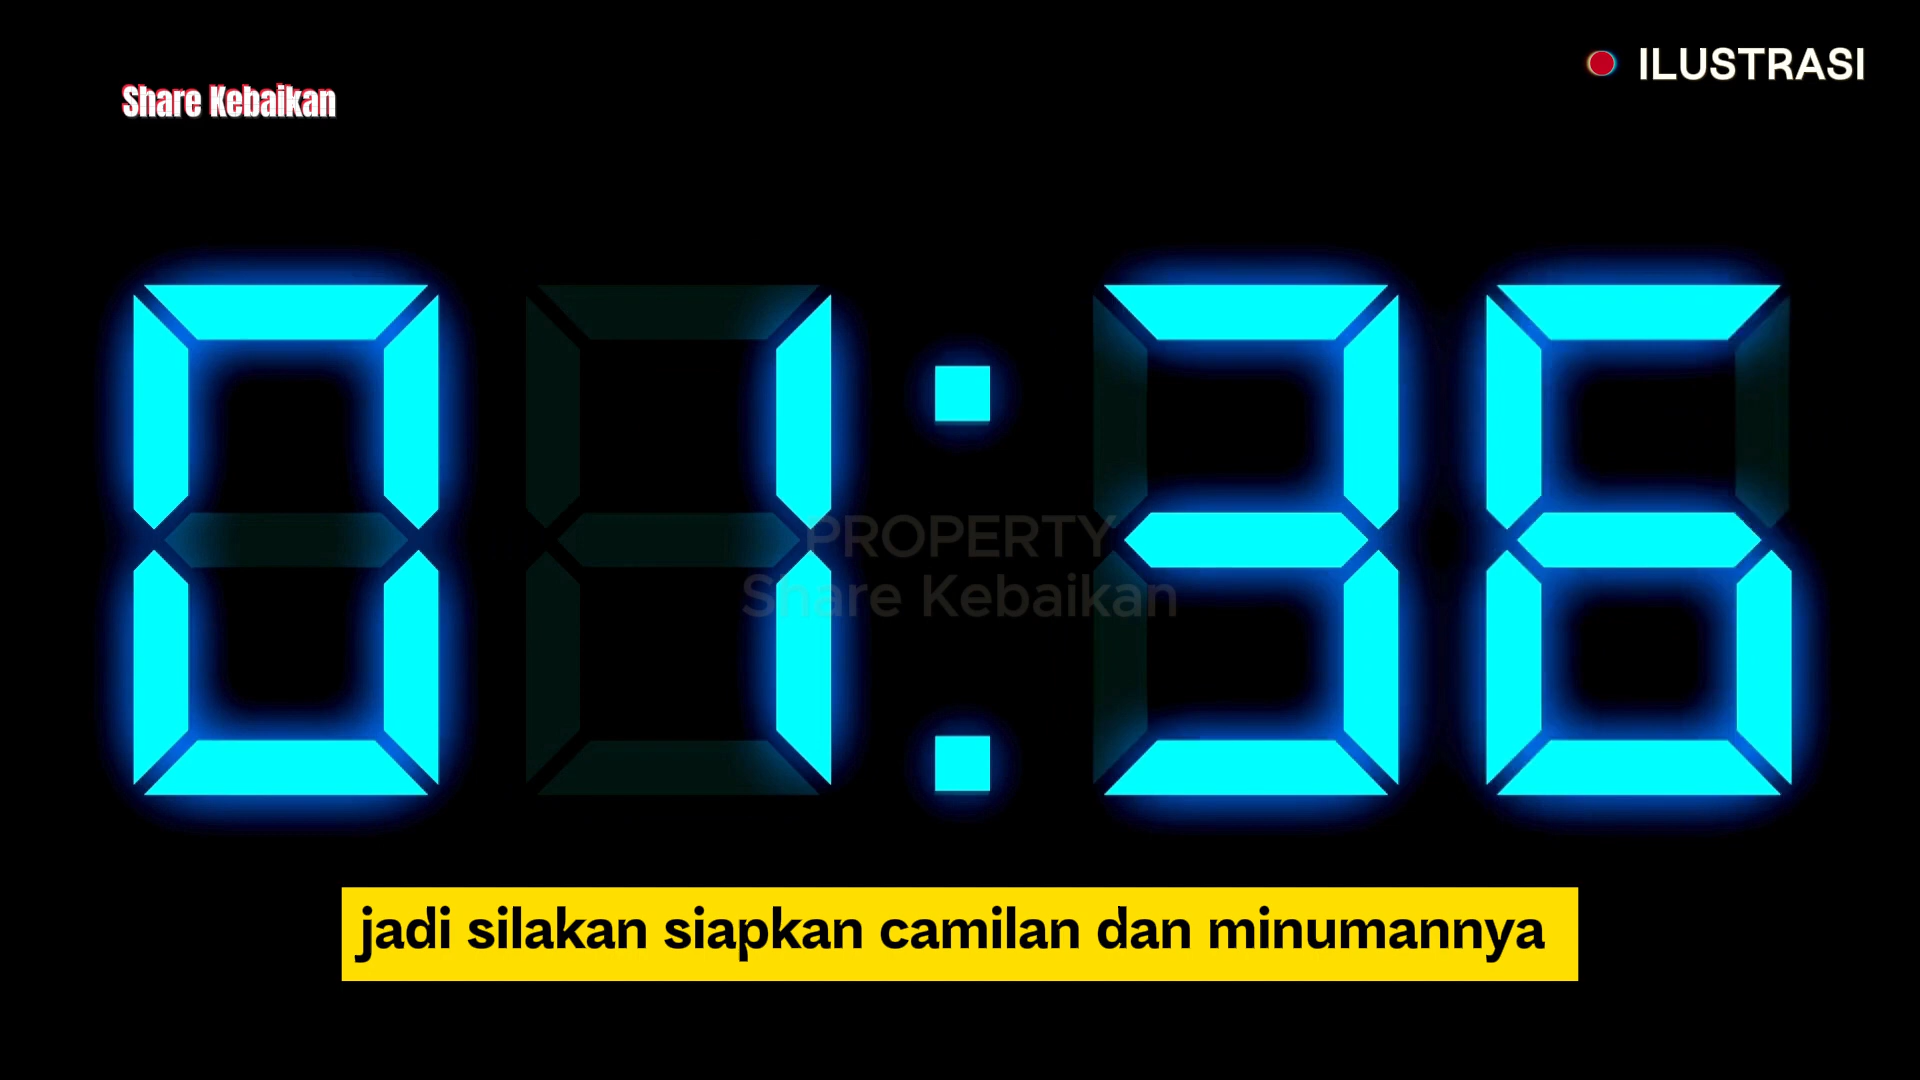 Share Kebaikan
ILUSTRASI
01:36
PROPERTY
Share Kebaikan
jadi silakan siapkan camilan dan minumannya